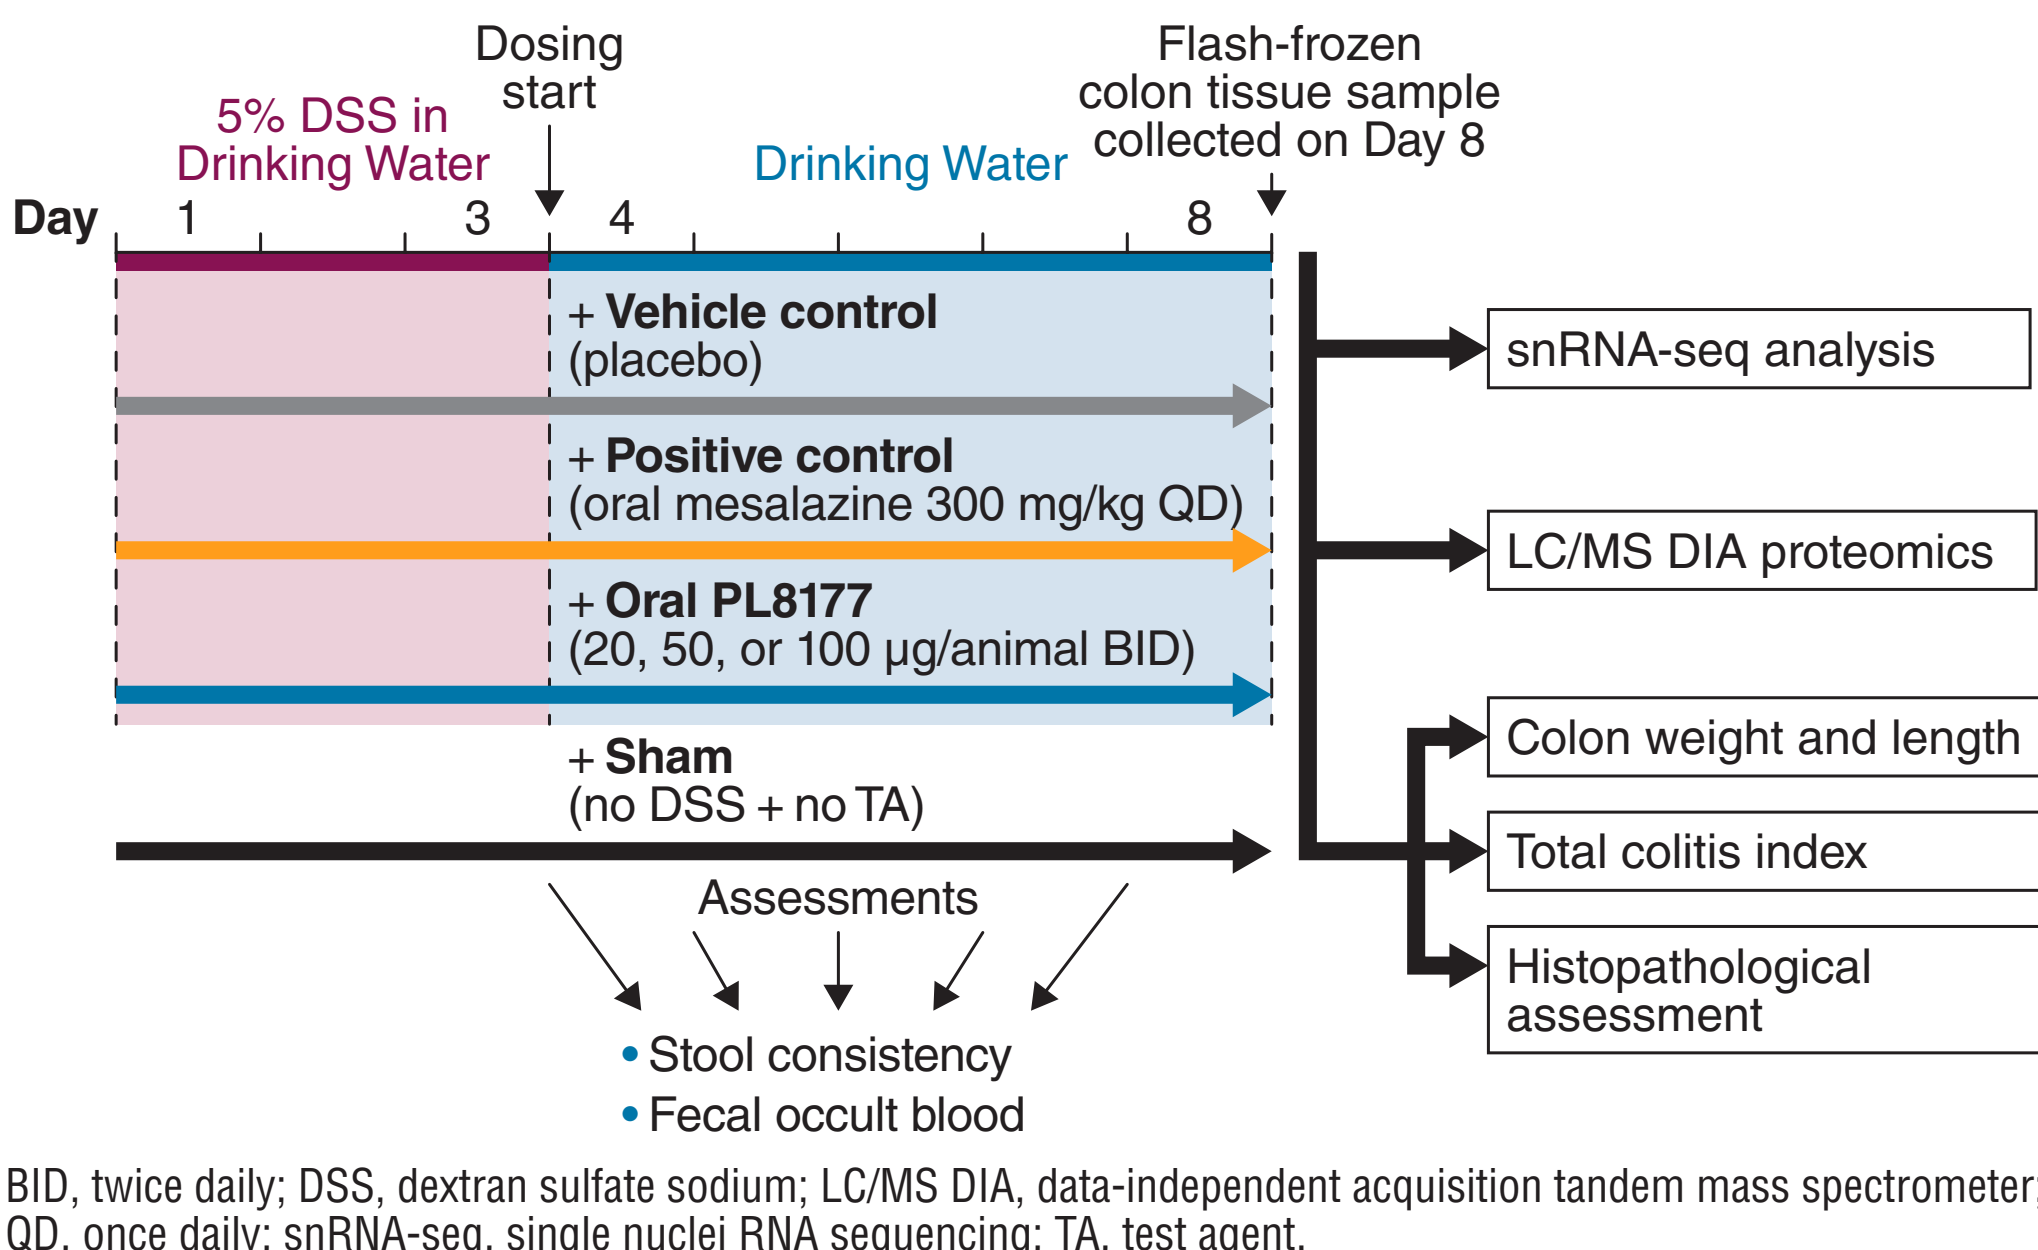 Dosing
start
Flash-frozen
colon tissue sample
collected on Day 8
5% DSS in
Drinking Water
Drinking Water
Day 1 3 4 8
+ Vehicle control
(placebo)
+ Positive control
(oral mesalazine 300 mg/kg QD)
+ Oral PL8177
(20, 50, or 100 µg/animal BID)
+ Sham
(no DSS + no TA)
Assessments
• Stool consistency
• Fecal occult blood
snRNA-seq analysis
LC/MS DIA proteomics
Colon weight and length
Total colitis index
Histopathological
assessment
BID, twice daily; DSS, dextran sulfate sodium; LC/MS DIA, data-independent acquisition tandem mass spectrometer;
QD, once daily; snRNA-seq, single nuclei RNA sequencing; TA, test agent.